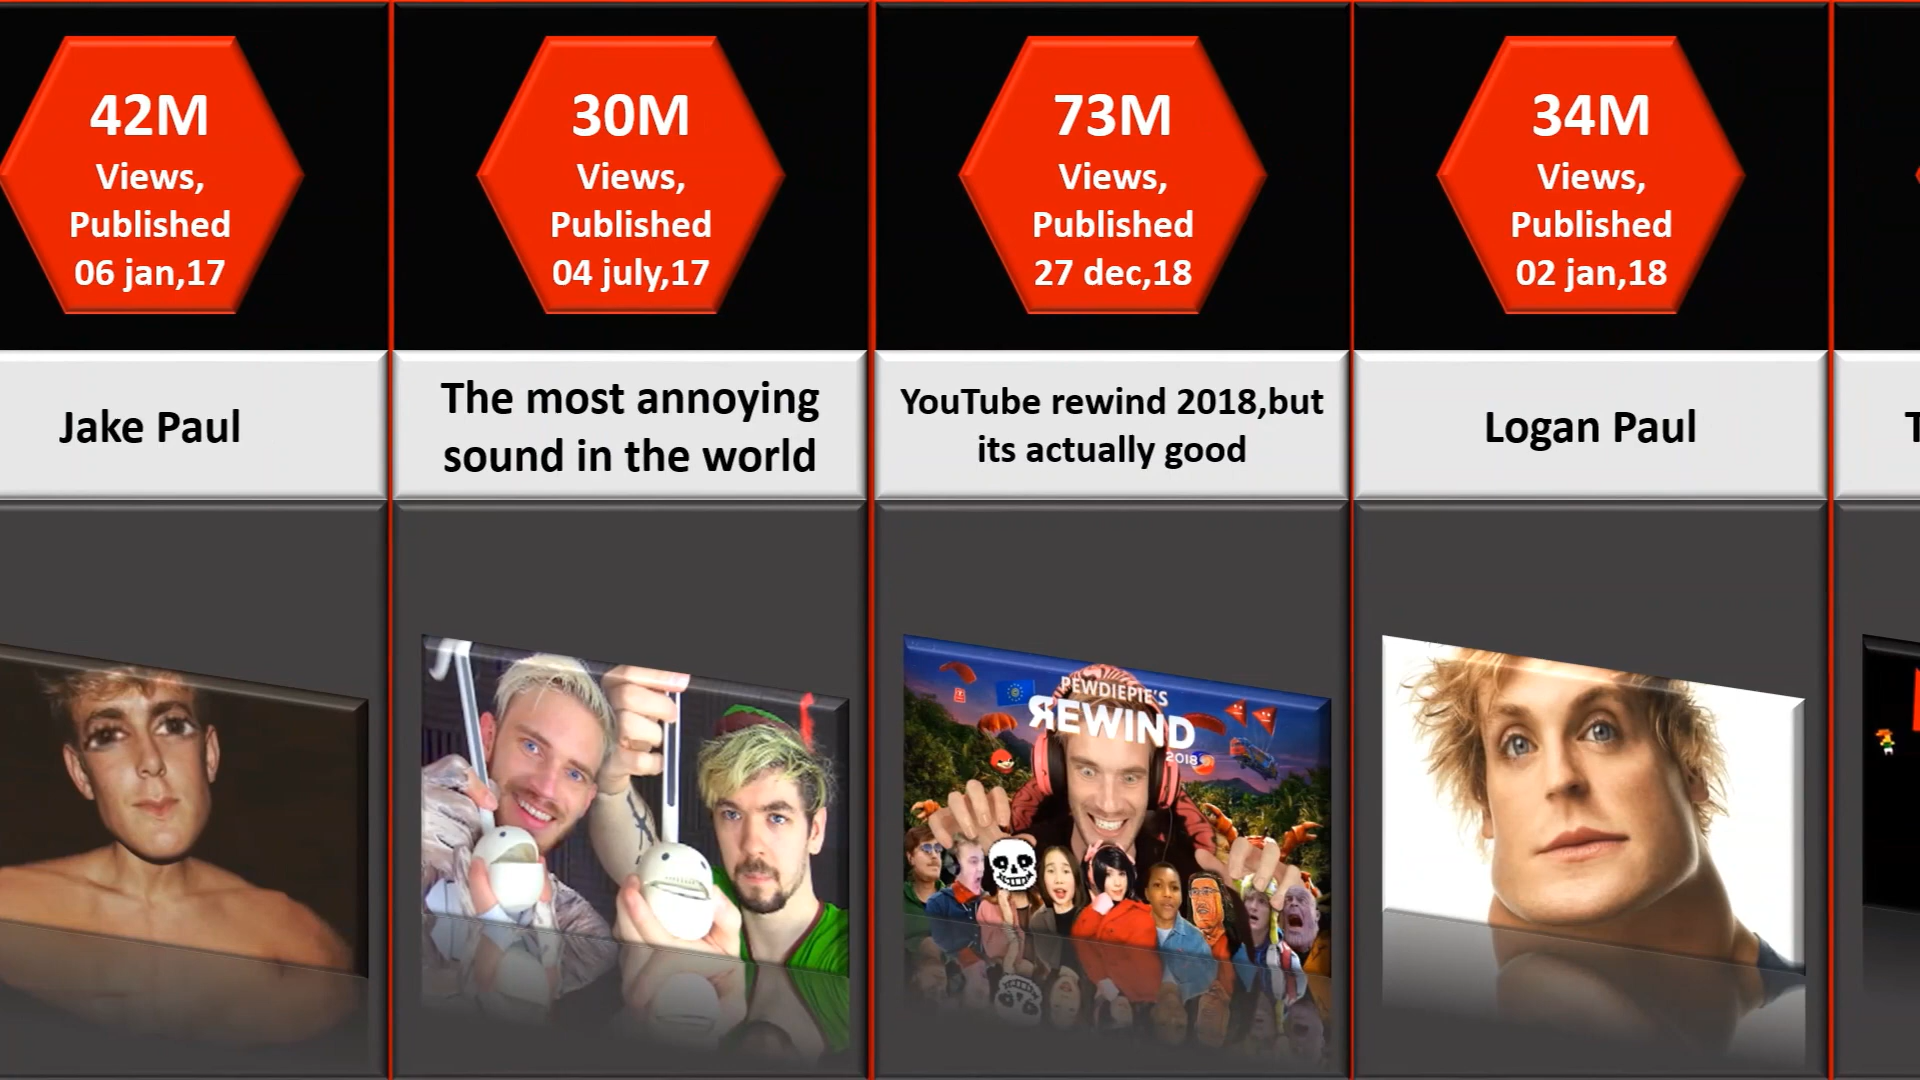 42M
Views,
Published
06 jan,17
Jake Paul
30M
Views,
Published
04 july,17
The most annoying
sound in the world
73M
Views,
Published
27 dec,18
YouTube rewind 2018,but
its actually good
PEWDIEPIE'S
REWIND
2018
34M
Views,
Published
02 jan,18
Logan Paul
T